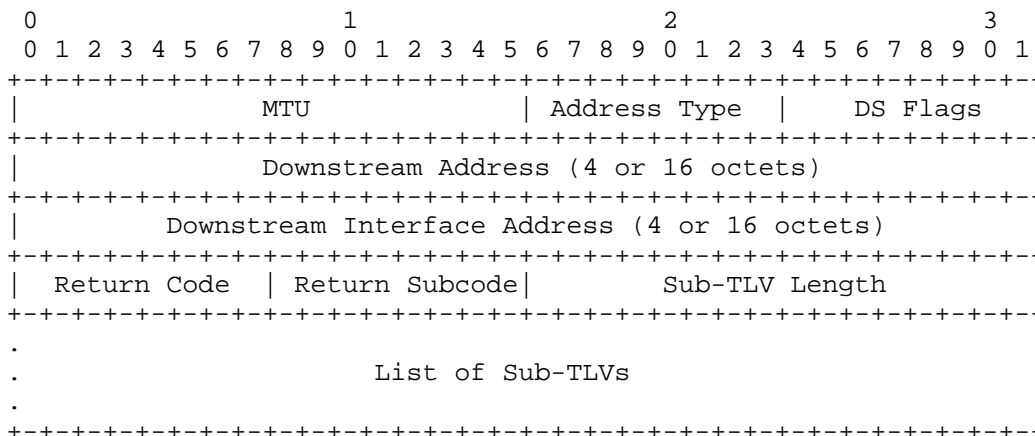 0                   1                   2                   3
 0 1 2 3 4 5 6 7 8 9 0 1 2 3 4 5 6 7 8 9 0 1 2 3 4 5 6 7 8 9 0 1
+-+-+-+-+-+-+-+-+-+-+-+-+-+-+-+-+-+-+-+-+-+-+-+-+-+-+-+-+-+-+-+-
|               MTU             | Address Type  |    DS Flags
+-+-+-+-+-+-+-+-+-+-+-+-+-+-+-+-+-+-+-+-+-+-+-+-+-+-+-+-+-+-+-+-
|               Downstream Address (4 or 16 octets)
+-+-+-+-+-+-+-+-+-+-+-+-+-+-+-+-+-+-+-+-+-+-+-+-+-+-+-+-+-+-+-+-
|         Downstream Interface Address (4 or 16 octets)
+-+-+-+-+-+-+-+-+-+-+-+-+-+-+-+-+-+-+-+-+-+-+-+-+-+-+-+-+-+-+-+-
|  Return Code  | Return Subcode|        Sub-TLV Length
+-+-+-+-+-+-+-+-+-+-+-+-+-+-+-+-+-+-+-+-+-+-+-+-+-+-+-+-+-+-+-+-
.
.                      List of Sub-TLVs
.
+-+-+-+-+-+-+-+-+-+-+-+-+-+-+-+-+-+-+-+-+-+-+-+-+-+-+-+-+-+-+-+-